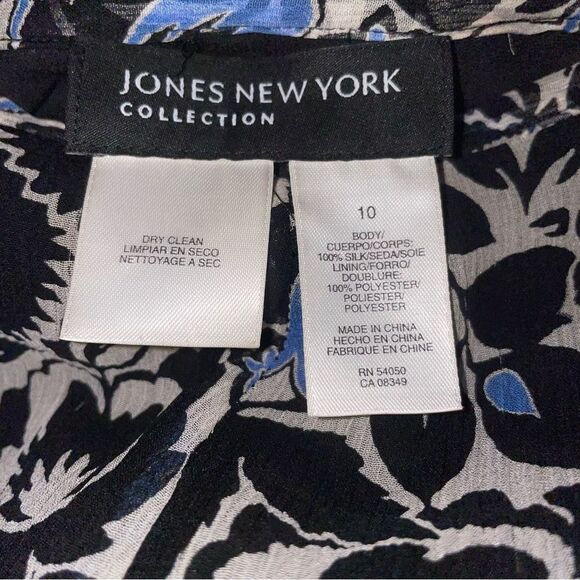 JONES NEW YORK
COLLECTION
DRY CLEAN
LIMPIAR EN SECO
NETTOYAGE A SEC
10
BODY/
CUERPO/CORPS:
100% SILK/SEDA/SOIE
LINING/FORRO/
DOUBLURE:
100% POLYESTER/
POLIESTER/
POLYESTER
MADE IN CHINA
HECHO EN CHINA
FABRIQUE EN CHINE
RN 54050
CA 08349